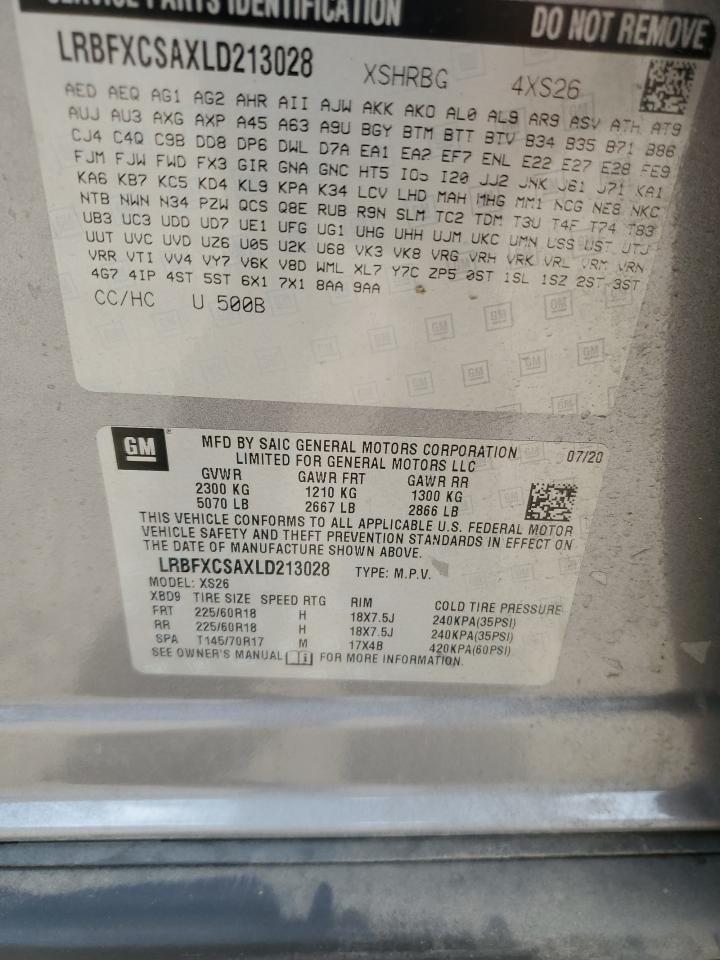 SERVICE PARTS IDENTIFICATION DO NOT REMOVE
LRBFXCSAXLD213028 XSHRBG 4XS26
AED AEQ AG1 AG2 AHR AII AJW AKK AKO AL0 AL9 AR9 ASV ATH AT9
AUJ AU3 AXG AXP A45 A63 A9U BGY BTM BTT BTV B34 B35 B71 B86
CJ4 C4Q C9B DD8 DP6 DWL D7A EA1 EA2 EF7 ENL E22 E27 E28 FE9
FJM FJW FWD FX3 GIR GNA GNC HT5 I20 JJ2 JNK J61 J71 KA1
KA6 KB7 KC5 KD4 KL9 KPA K34 LCV LHD MAH MHG MM1 NCG NE8 NKC
NTB NWN N34 PZW QCS Q8E RUB R9N SLM TC2 TDM T3U T4F T74 T83
UB3 UC3 UDD UD7 UE1 UFG UG1 UHG UHH UJM UKC UMN USS UST UTJ
UUT UVC UVD UZ6 U05 U2K U68 VK3 VK8 VRG VRH VRK VRL VRM VRN
VRR VTI VV4 VY7 V6K V8D WML XL7 Y7C ZP5 0ST 1SL 1SZ 2ST 3ST
4G7 4IP 4ST 5ST 6X1 7X1 8AA 9AA
CC/HC U 500B
GM MFD BY SAIC GENERAL MOTORS CORPORATION 07/20
LIMITED FOR GENERAL MOTORS LLC
GVWR GAWR FRT GAWR RR
2300 KG 1210 KG 1300 KG
5070 LB 2667 LB 2866 LB
THIS VEHICLE CONFORMS TO ALL APPLICABLE U.S. FEDERAL MOTOR
VEHICLE SAFETY AND THEFT PREVENTION STANDARDS IN EFFECT ON
THE DATE OF MANUFACTURE SHOWN ABOVE.
LRBFXCSAXLD213028 TYPE: M.P.V.
MODEL: XS26
XBD9 TIRE SIZE SPEED RTG RIM COLD TIRE PRESSURE
FRT 225/60R18 H 18X7.5J 240KPA(35PSI)
RR 225/60R18 H 18X7.5J 240KPA(35PSI)
SPA T145/70R17 M 17X4B 420KPA(60PSI)
SEE OWNER'S MANUAL FOR MORE INFORMATION.